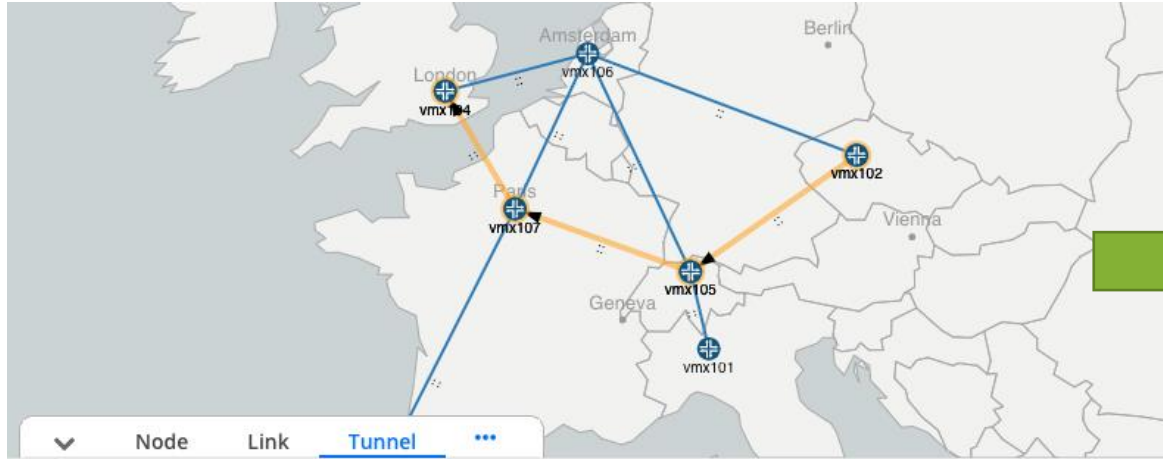 Berlin
Amsterdam
vmx106
London
vmx104
vmx102
Paris
vmx107
Vienna
vmx105
Geneva
vmx101
Node Link Tunnel •••